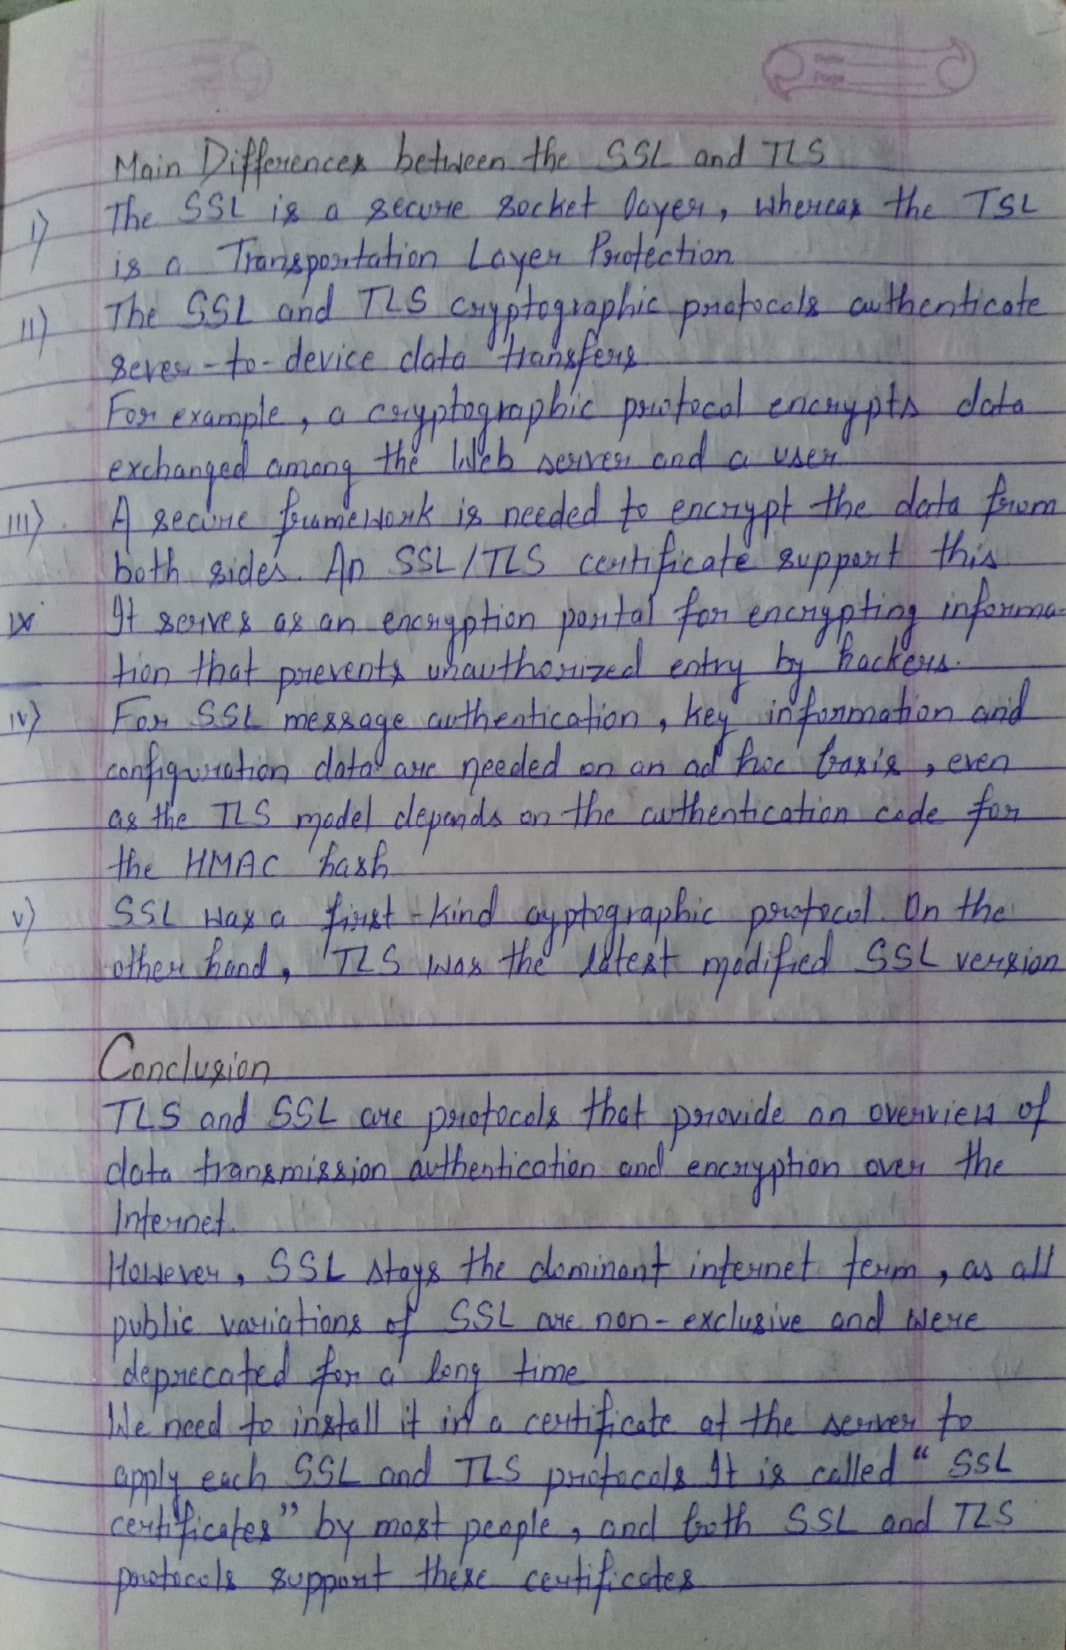 Date
Page
Main Differences between the SSL and TLS
i) The SSL is a secure socket layer, whereas the TSL
is a Transportation Layer Protection
ii) The SSL and TLS cryptographic protocols authenticate
sever-to-device data transfers
For example, a cryptographic protocol encrypts data
exchanged among the Web server and a user
iii) A secure framework is needed to encrypt the data from
both sides. An SSL/TLS certificate support this
It serves as an encryption portal for encrypting informa-
tion that prevents unauthorized entry by hackers.
iv) For SSL message authentication, key information and
configuration data are needed on an ad hoc basis, even
as the TLS model depends on the authentication code for
the HMAC hash
v) SSL was a first-kind cryptographic protocol. On the
other hand, TLS was the latest modified SSL version
Conclusion
TLS and SSL are protocols that provide an overview of
data transmission authentication and encryption over the
Internet.
However, SSL stays the dominant internet term, as all
public variations of SSL are non-exclusive and were
deprecated for a long time
We need to install it in a certificate at the server to
apply each SSL and TLS protocols It is called "SSL
certificates" by most people, and both SSL and TLS
protocols support these certificates